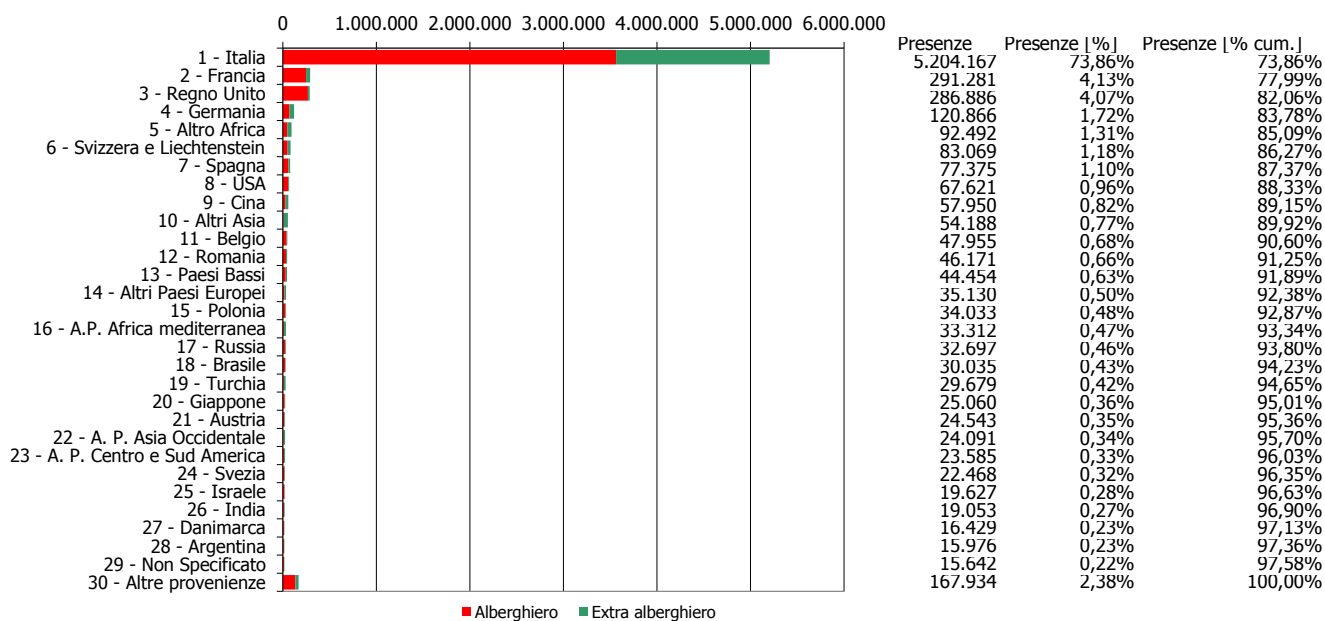 0 1.000.000 2.000.000 3.000.000 4.000.000 5.000.000 6.000.000
Presenze Presenze [%] Presenze [% cum.]
1 - Italia 5.204.167 73,86% 73,86%
2 - Francia 291.281 4,13% 77,99%
3 - Regno Unito 286.886 4,07% 82,06%
4 - Germania 120.866 1,72% 83,78%
5 - Altro Africa 92.492 1,31% 85,09%
6 - Svizzera e Liechtenstein 83.069 1,18% 86,27%
7 - Spagna 77.375 1,10% 87,37%
8 - USA 67.621 0,96% 88,33%
9 - Cina 57.950 0,82% 89,15%
10 - Altri Asia 54.188 0,77% 89,92%
11 - Belgio 47.955 0,68% 90,60%
12 - Romania 46.171 0,66% 91,25%
13 - Paesi Bassi 44.454 0,63% 91,89%
14 - Altri Paesi Europei 35.130 0,50% 92,38%
15 - Polonia 34.033 0,48% 92,87%
16 - A.P. Africa mediterranea 33.312 0,47% 93,34%
17 - Russia 32.697 0,46% 93,80%
18 - Brasile 30.035 0,43% 94,23%
19 - Turchia 29.679 0,42% 94,65%
20 - Giappone 25.060 0,36% 95,01%
21 - Austria 24.543 0,35% 95,36%
22 - A. P. Asia Occidentale 24.091 0,34% 95,70%
23 - A. P. Centro e Sud America 23.585 0,33% 96,03%
24 - Svezia 22.468 0,32% 96,35%
25 - Israele 19.627 0,28% 96,63%
26 - India 19.053 0,27% 96,90%
27 - Danimarca 16.429 0,23% 97,13%
28 - Argentina 15.976 0,23% 97,36%
29 - Non Specificato 15.642 0,22% 97,58%
30 - Altre provenienze 167.934 2,38% 100,00%
Alberghiero Extra alberghiero